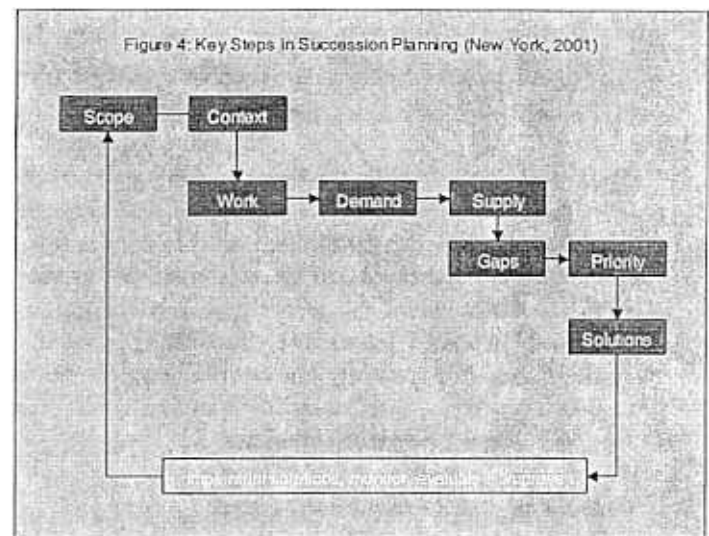 Figure 4: Key Steps In Succession Planning (New York, 2001)
Scope
Context
Work
Demand
Supply
Gaps
Priority
Solutions
monitor, evaluate